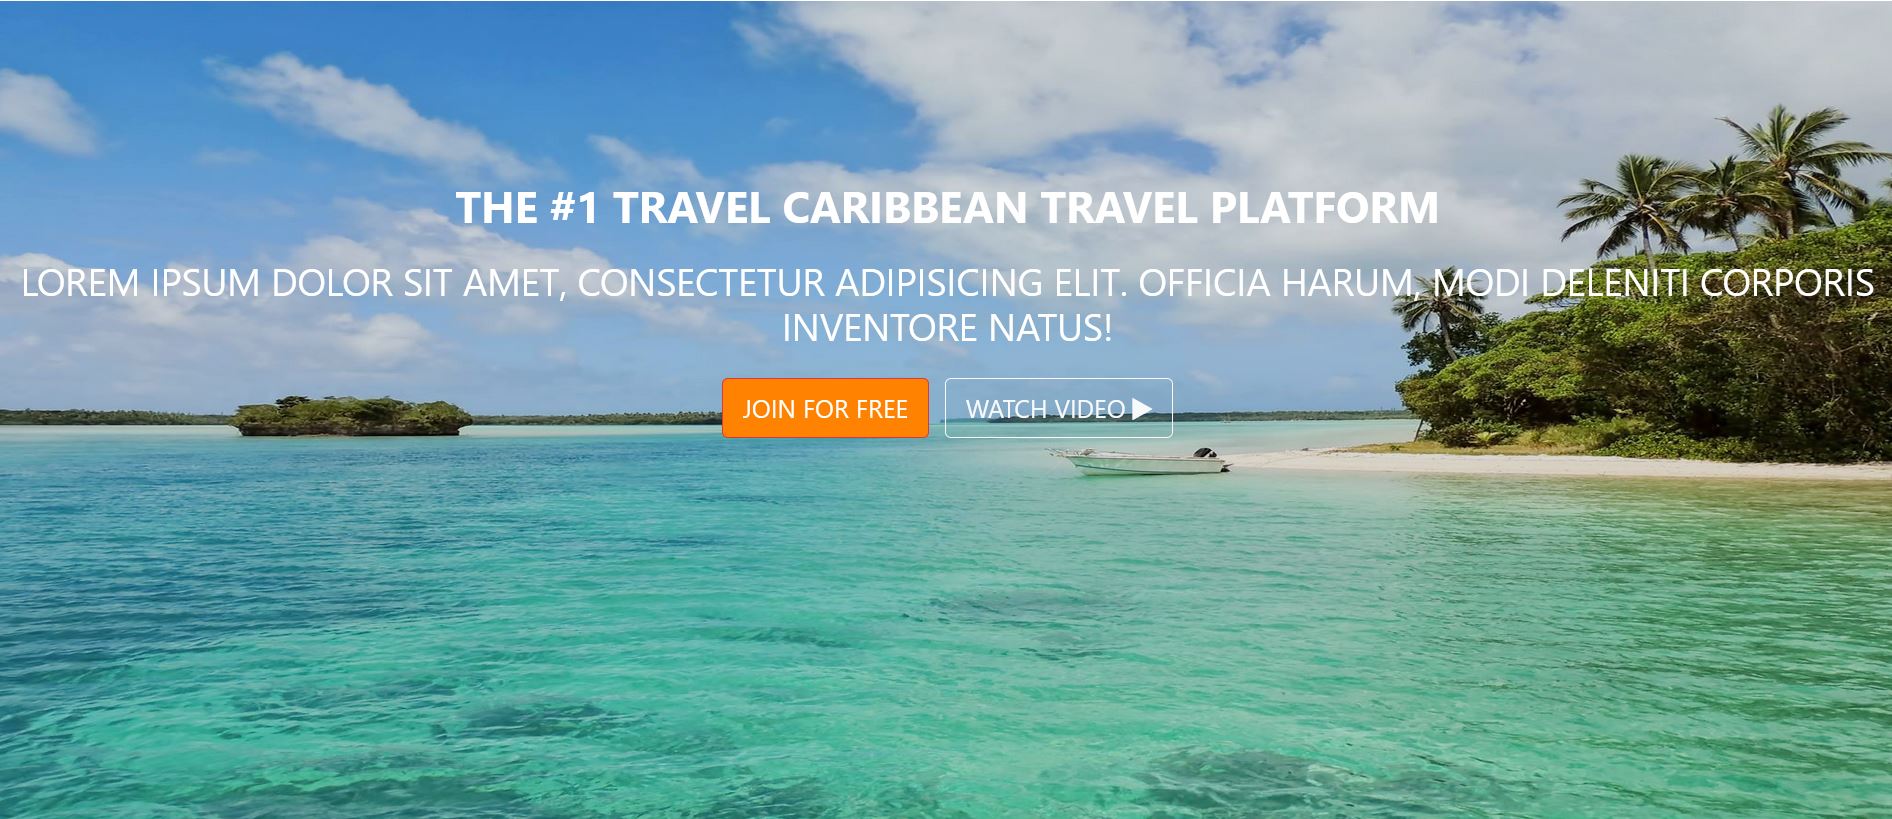 THE #1 TRAVEL CARIBBEAN TRAVEL PLATFORM
LOREM IPSUM DOLOR SIT AMET, CONSECTETUR ADIPISICING ELIT. OFFICIA HARUM, MODI DELENITI CORPORIS
INVENTORE NATUS!
JOIN FOR FREE
WATCH VIDEO